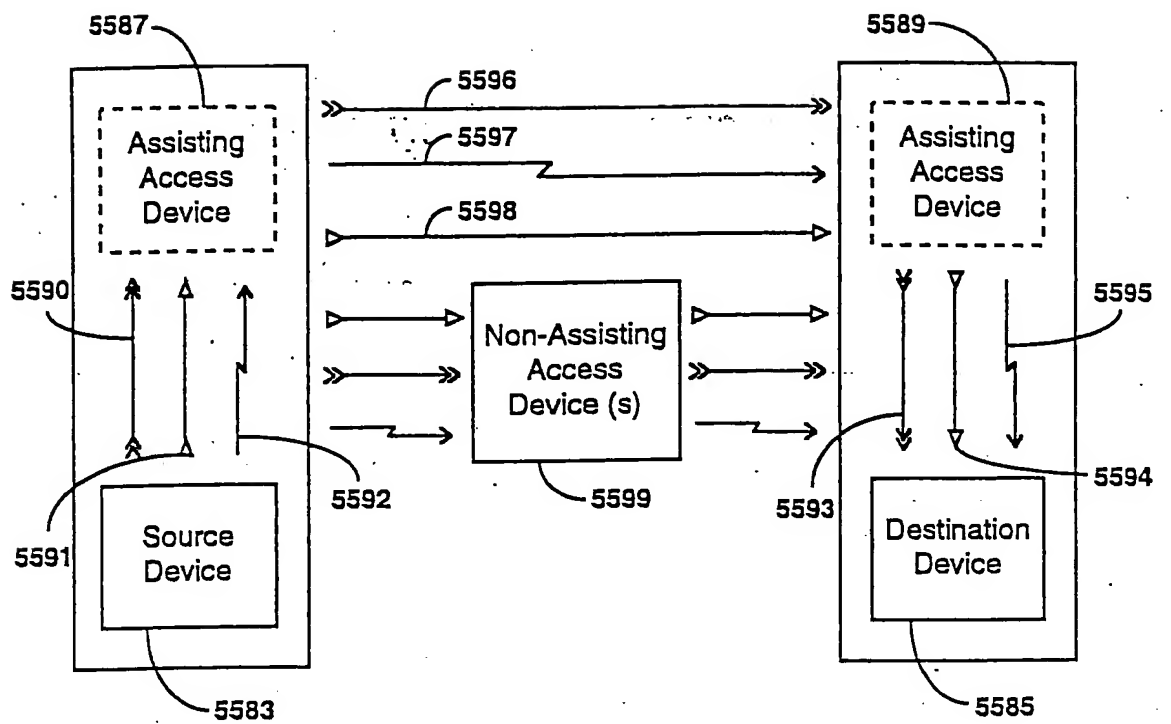 5587
5589
5596
Assisting
Access
Device
5597
Assisting
Access
Device
5598
5590
5595
Non-Assisting
Access
Device (s)
5591
5592
5599
5593
5594
Source
Device
Destination
Device
5583
5585